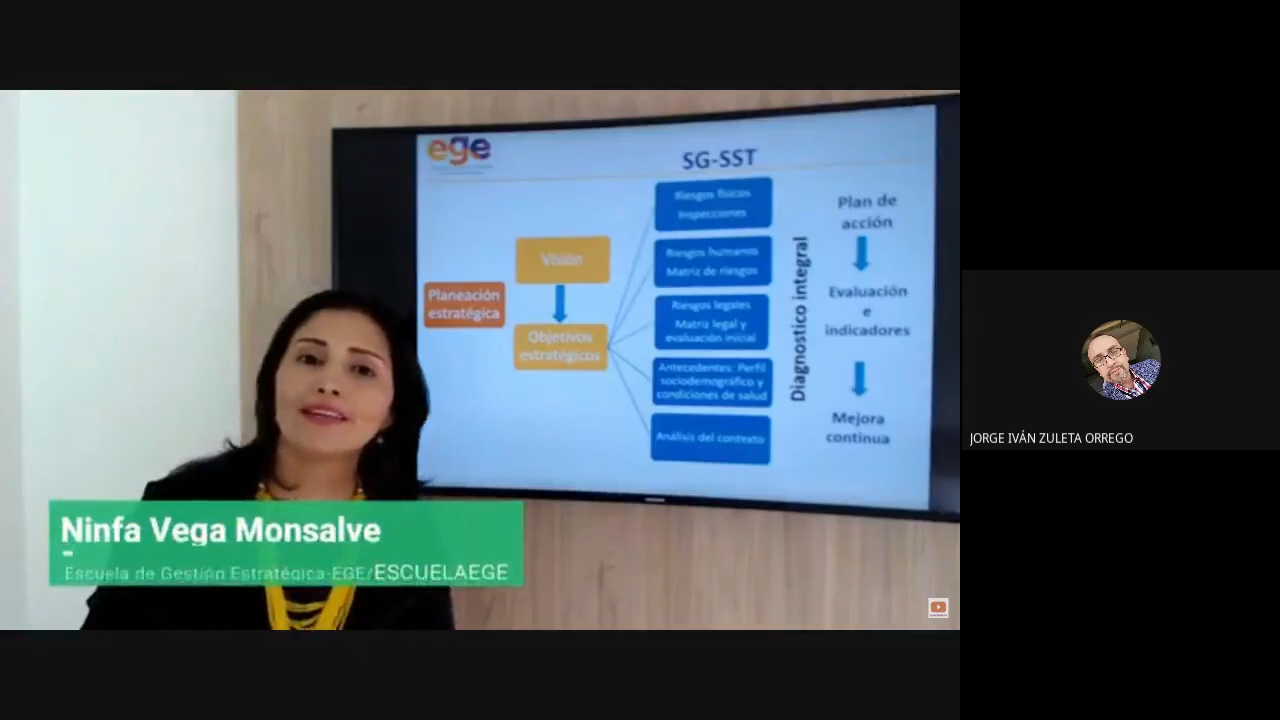 ege
SG-SST
Planeación
estratégica
Visión
Objetivos
estratégicos
Riesgos físicos
Inspecciones
Riesgos humanos
Matriz de riesgos
Riesgos legales
Matriz legal y
evaluación inicial
Antecedentes: Perfil
sociodemográfico y
condiciones de salud
Análisis del contexto
Diagnostico integral
Plan de
acción
Evaluación
e
indicadores
Mejora
continua
Ninfa Vega Monsalve
Escuela de Gestión Estratégica-EGE/ESCUELAEGE
JORGE IVÁN ZULETA ORREGO